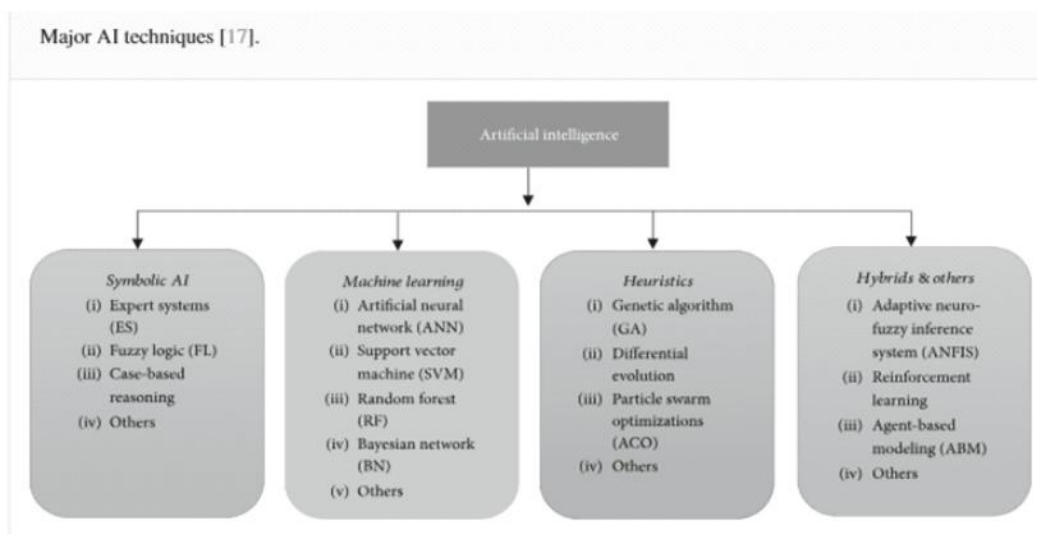 Major AI techniques [17].
Artificial intelligence
Symbolic AI
(i) Expert systems
(ES)
(ii) Fuzzy logic (FL)
(iii) Case-based
reasoning
(iv) Others
Machine learning
(i) Artificial neural
network (ANN)
(ii) Support vector
machine (SVM)
(iii) Random forest
(RF)
(iv) Bayesian network
(BN)
(v) Others
Heuristics
(i) Genetic algorithm
(GA)
(ii) Differential
evolution
(iii) Particle swarm
optimizations
(ACO)
(iv) Others
Hybrids & others
(i) Adaptive neuro-
fuzzy inference
system (ANFIS)
(ii) Reinforcement
learning
(iii) Agent-based
modeling (ABM)
(iv) Others